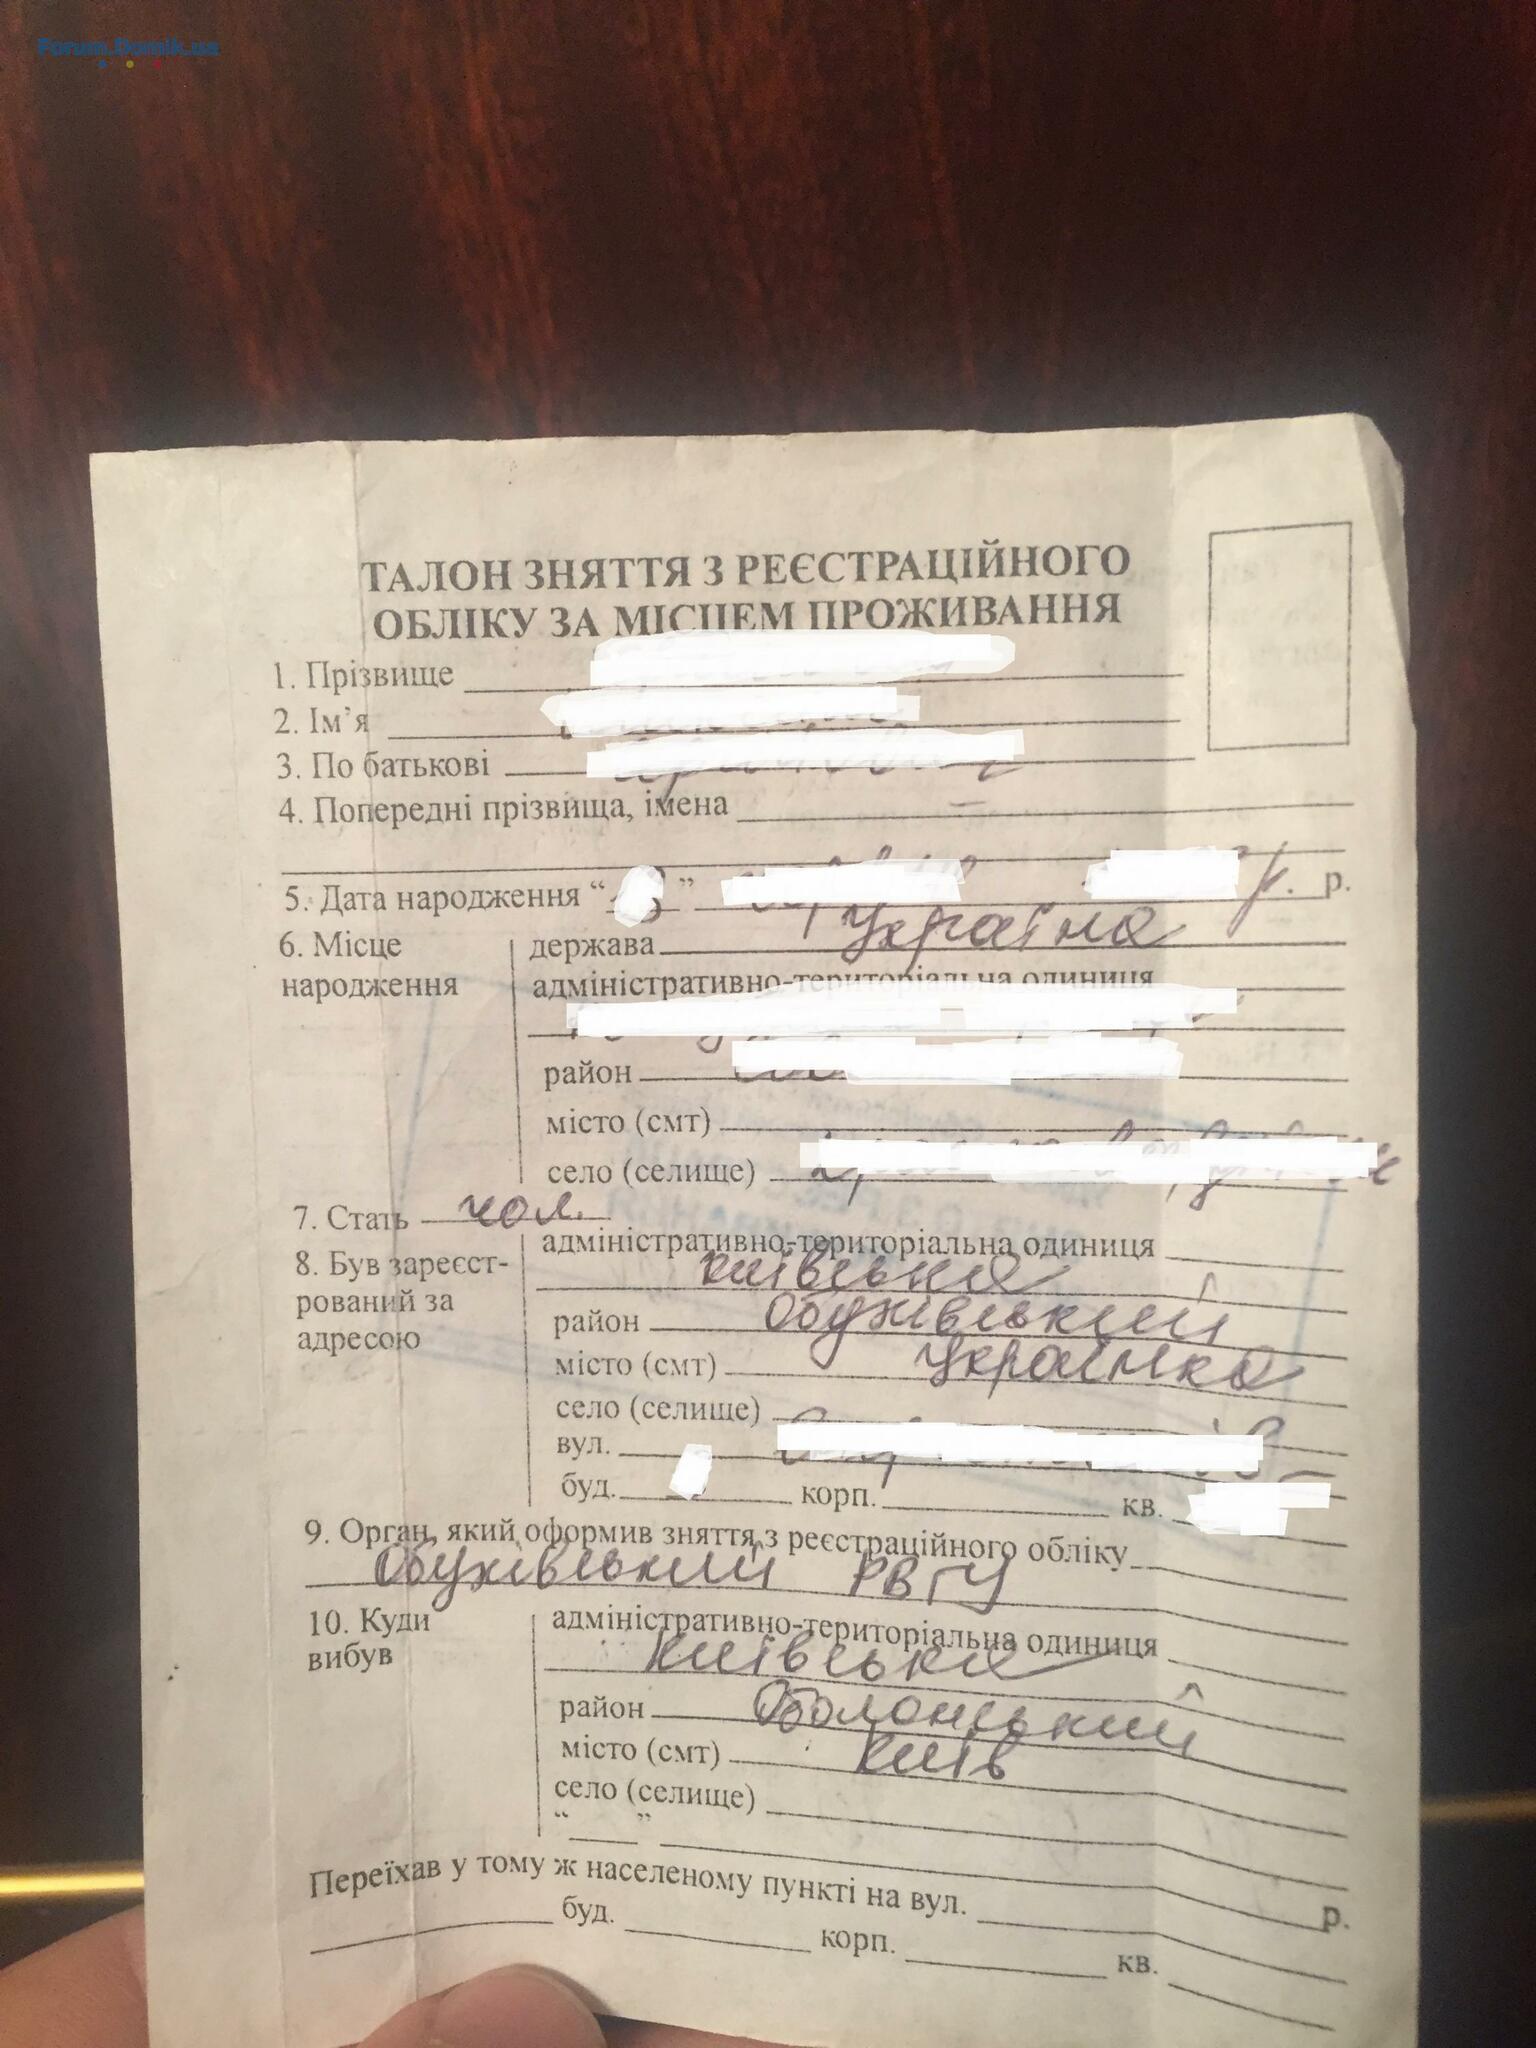 Forum.Domik.ua
ТАЛОН ЗНЯТТЯ З РЕЄСТРАЦІЙНОГО
ОБЛІКУ ЗА МІСЦЕМ ПРОЖИВАННЯ
1. Прізвище
2. Ім'я
3. По батькові
4. Попередні прізвища, імена –
5. Дата народження “ ” р. р.
6. Місце народження
держава Україна
адміністративно-територіальна одиниця
район
місто (смт)
село (селище)
7. Стать чол.
8. Був зареєст-
рований за
адресою
адміністративно-територіальна одиниця
Київська
район Обухівський
місто (смт) Українка
село (селище)
вул.
буд. корп. кв.
9. Орган, який оформив зняття з реєстраційного обліку
Обухівський РВ ГУ
10. Куди
вибув
адміністративно-територіальна одиниця
Київська
район Оболонський
місто (смт) Київ
село (селище)
“ ” р.
Переїхав у тому ж населеному пункті на вул.
буд. корп. кв.